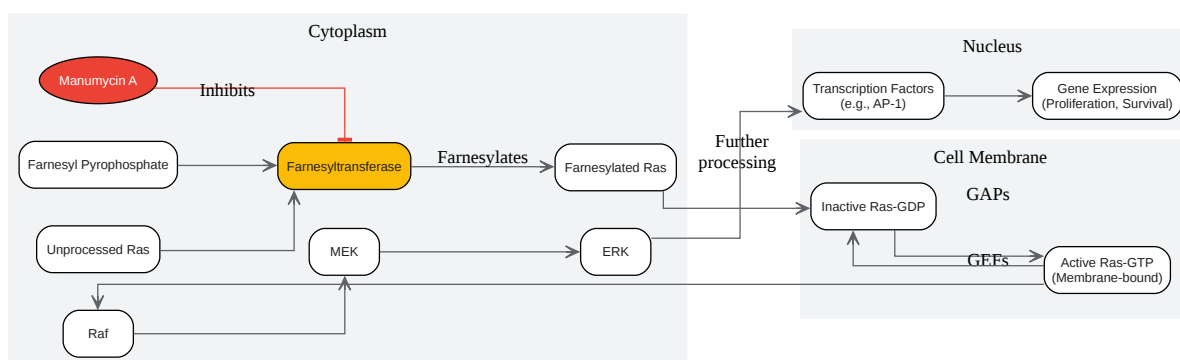 Cytoplasm
Manumycin A
Inhibits
Farnesyl Pyrophosphate
Farnesyltransferase
Farnesylates
Farnesylated Ras
Unprocessed Ras
MEK
ERK
Raf
Further
processing
Nucleus
Transcription Factors
(e.g., AP-1)
Gene Expression
(Proliferation, Survival)
Cell Membrane
GAPs
Inactive Ras-GDP
GEFs
Active Ras-GTP
(Membrane-bound)